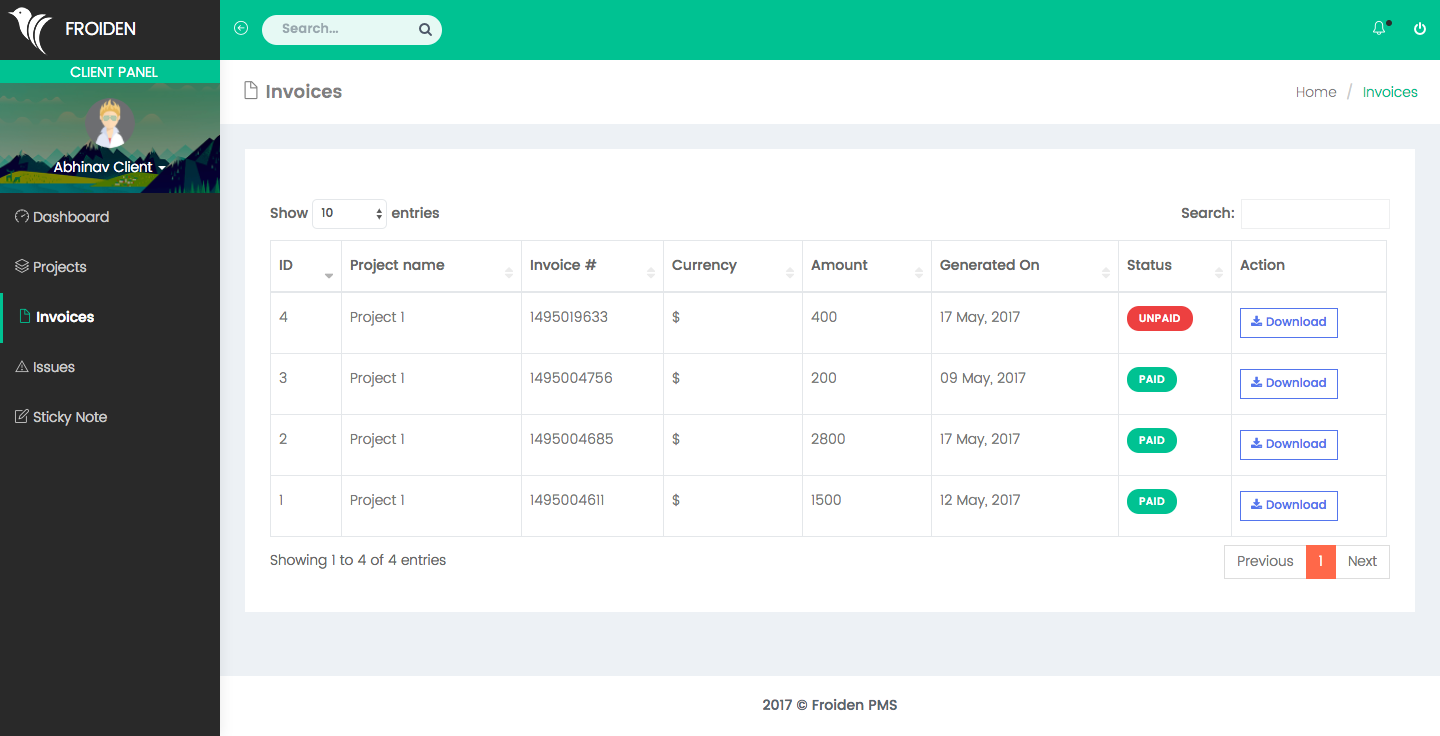 FROIDEN
Search...
CLIENT PANEL
Abhinav Client
Dashboard
Projects
Invoices
Issues
Sticky Note
Invoices
Home / Invoices
Show 10 entries Search:
ID Project name Invoice # Currency Amount Generated On Status Action
4 Project 1 1495019633 $ 400 17 May, 2017 UNPAID Download
3 Project 1 1495004756 $ 200 09 May, 2017 PAID Download
2 Project 1 1495004685 $ 2800 17 May, 2017 PAID Download
1 Project 1 1495004611 $ 1500 12 May, 2017 PAID Download
Showing 1 to 4 of 4 entries Previous 1 Next
2017 © Froiden PMS